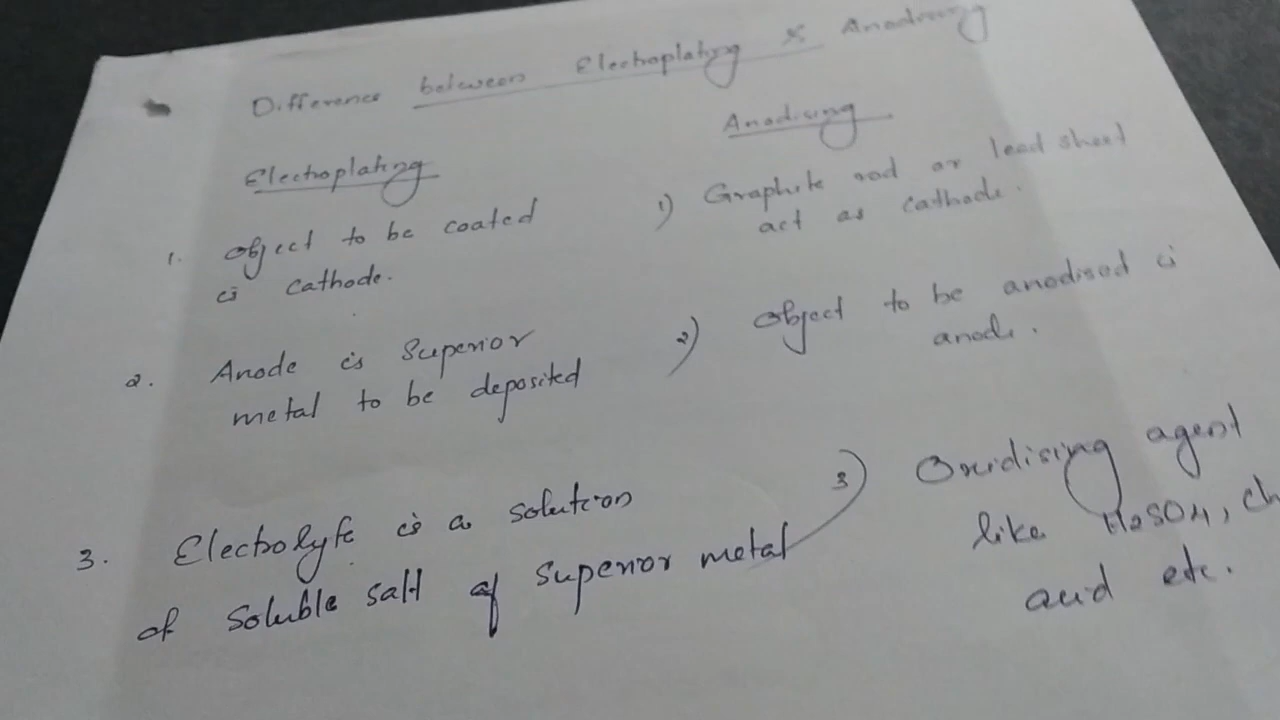 Difference between Electroplating & Anodising
Electroplating
1. Object to be coated
is cathode.
2. Anode is Superior
metal to be deposited
3. Electrolyte is a solution
of soluble salt of superior metal
Anodising
1) Graphite rod or lead sheet
act as cathode.
2) Object to be anodised is
anode.
3) Oxidising agent
like H2SO4,
acid etc.